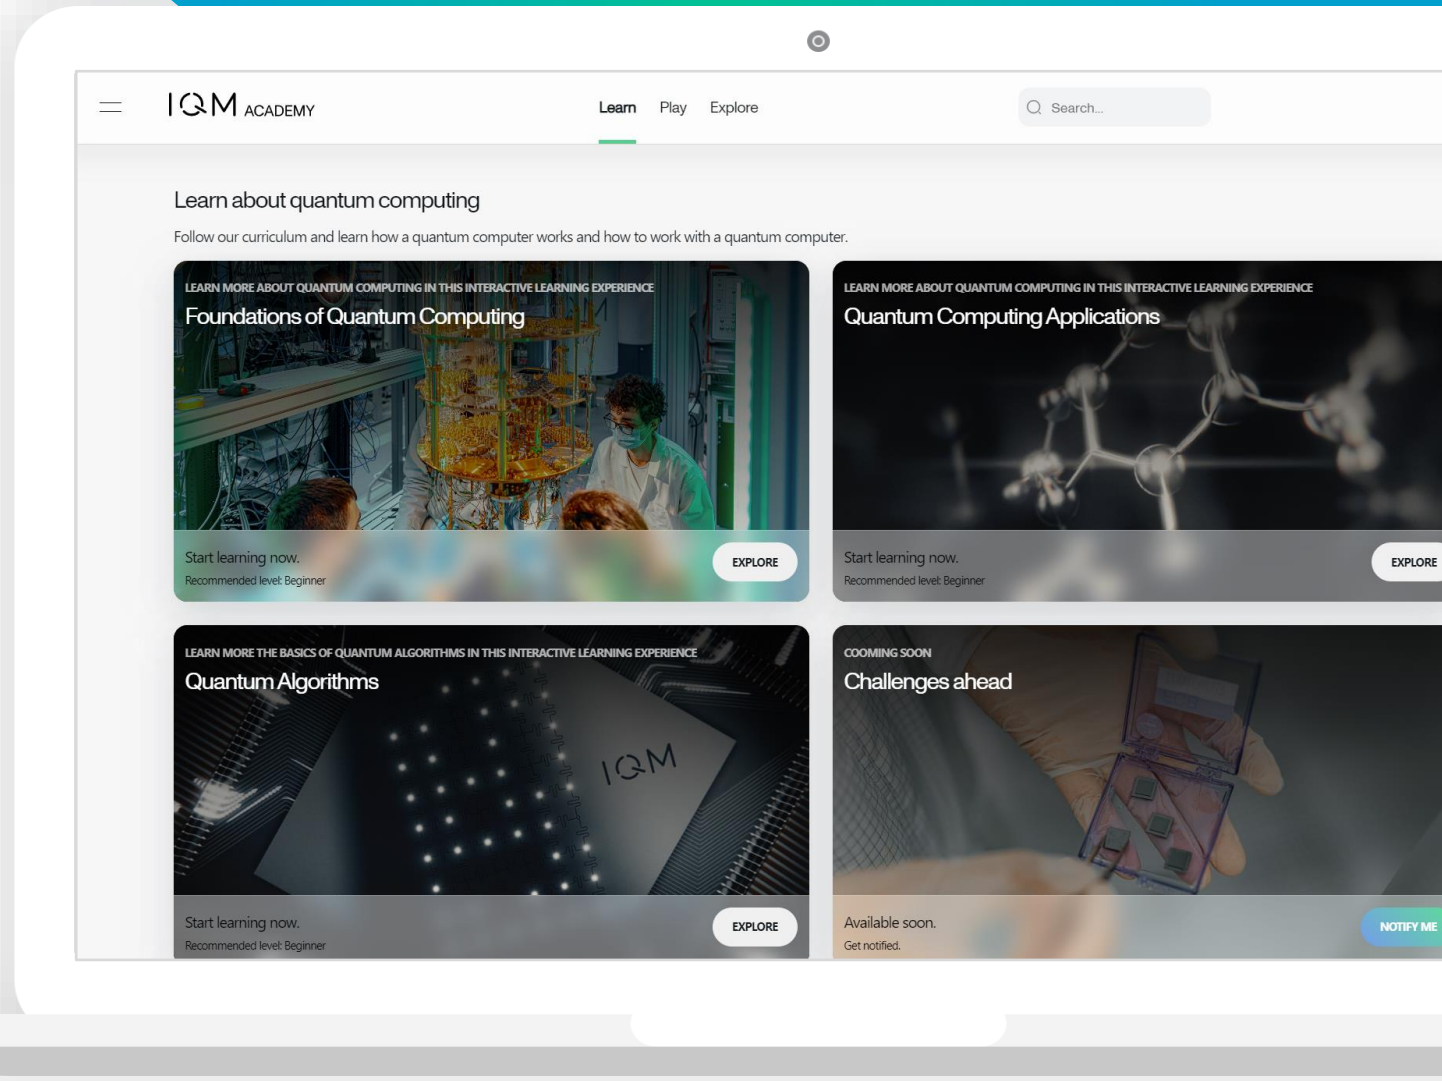 IQM ACADEMY
Learn Play Explore
Search...
Learn about quantum computing
Follow our curriculum and learn how a quantum computer works and how to work with a quantum computer.
LEARN MORE ABOUT QUANTUM COMPUTING IN THIS INTERACTIVE LEARNING EXPERIENCE
Foundations of Quantum Computing
Start learning now.
Recommended level: Beginner
EXPLORE
LEARN MORE ABOUT QUANTUM COMPUTING IN THIS INTERACTIVE LEARNING EXPERIENCE
Quantum Computing Applications
Start learning now.
Recommended level: Beginner
EXPLORE
LEARN MORE THE BASICS OF QUANTUM ALGORITHMS IN THIS INTERACTIVE LEARNING EXPERIENCE
Quantum Algorithms
IQM
Start learning now.
Recommended level: Beginner
EXPLORE
COOMING SOON
Challenges ahead
Available soon.
Get notified.
NOTIFY ME